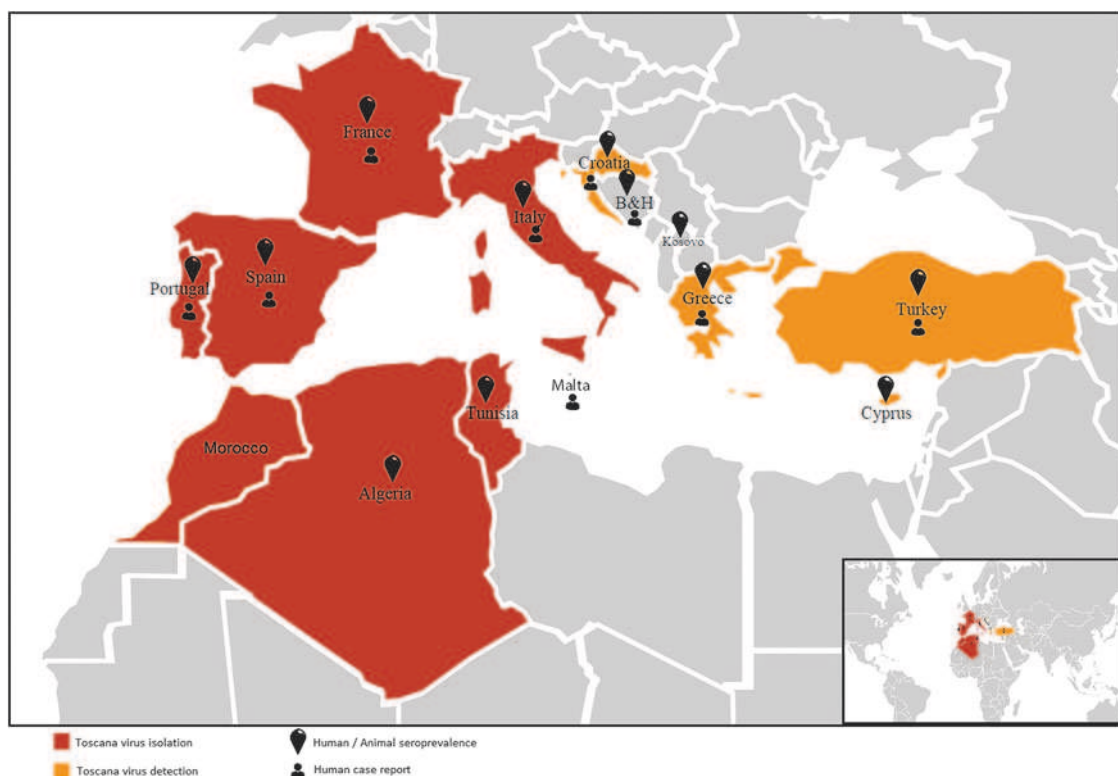 France
Croatia
B&H
Italy
Kosovo
Spain
Portugal
Greece
Turkey
Malta
Tunisia
Cyprus
Morocco
Algeria
Toscana virus isolation
Human / Animal seroprevalence
Toscana virus detection
Human case report